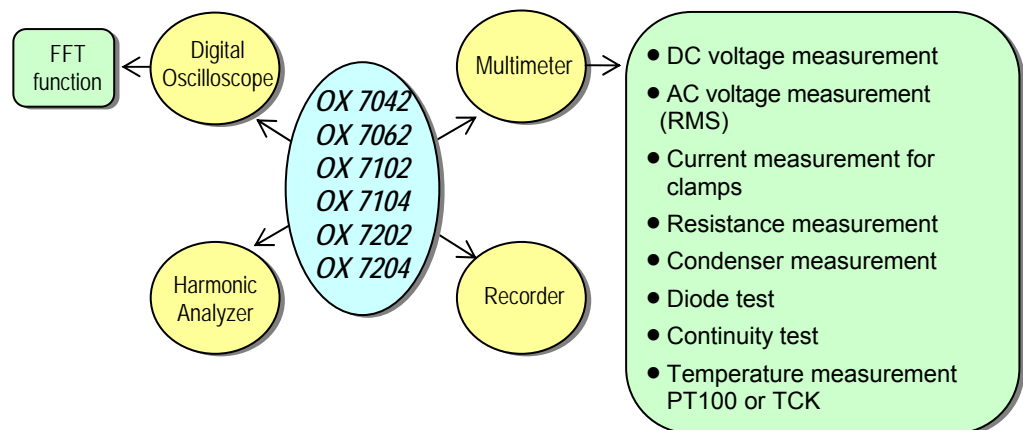 FFT
function
Digital
Oscilloscope
Multimeter
OX 7042
OX 7062
OX 7102
OX 7104
OX 7202
OX 7204
Harmonic
Analyzer
Recorder
● DC voltage measurement
● AC voltage measurement
(RMS)
● Current measurement for
clamps
● Resistance measurement
● Condenser measurement
● Diode test
● Continuity test
● Temperature measurement
PT100 or TCK